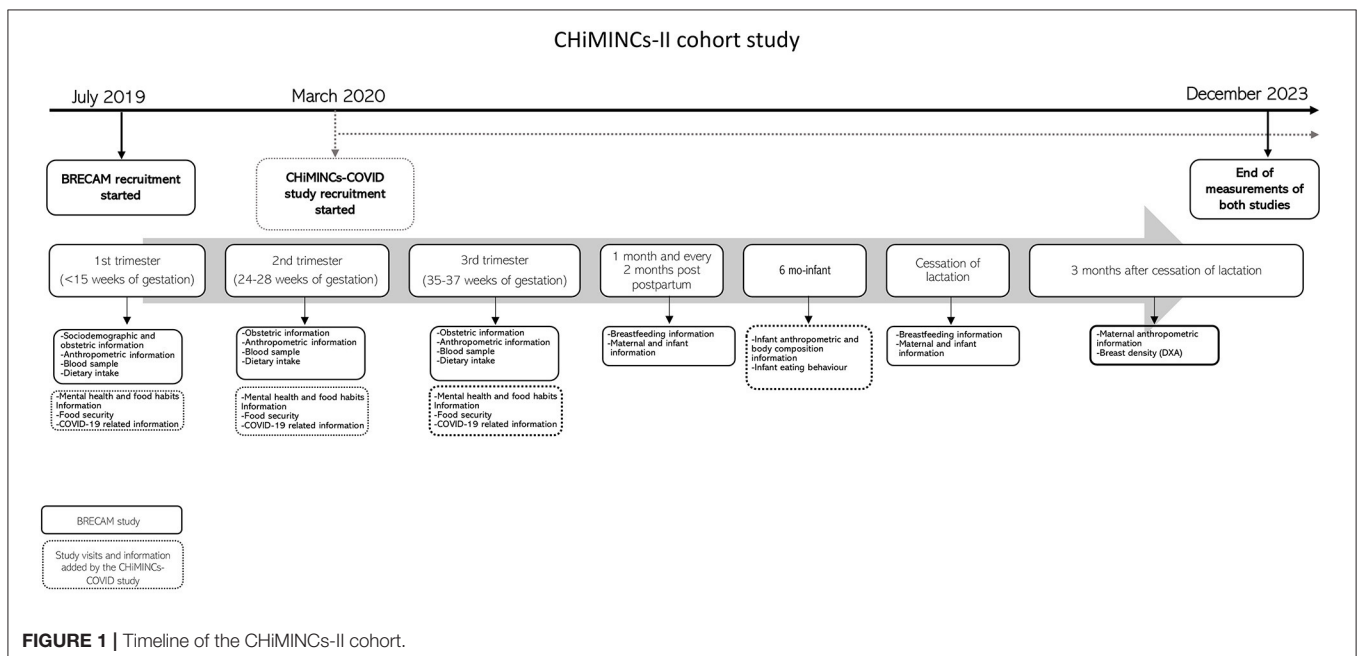 CHiMINCs-II cohort study
July 2019
March 2020
December 2023
BRECAM recruitment
started
CHiMINCs-COVID
study recruitment
started
End of
measurements of
both studies
1st trimester
(<15 weeks of gestation)
2nd trimester
(24-28 weeks of gestation)
3rd trimester
(35-37 weeks of gestation)
1 month and every
2 months post
postpartum
6 mo-infant
Cessation of
lactation
3 months after cessation of lactation
-Sociodemographic and
obstetric information
-Anthropometric information
-Blood sample
-Dietary intake
-Obstetric information
-Anthropometric information
-Blood sample
-Dietary intake
-Obstetric information
-Anthropometric information
-Blood sample
-Dietary intake
-Breastfeeding information
-Maternal and infant
information
-Infant anthropometric and
body composition
information
-Infant eating behaviour
-Breastfeeding information
-Maternal and infant
information
-Maternal anthropometric
information
-Breast density (DXA)
-Mental health and food habits
Information
-Food security
-COVID-19 related information
-Mental health and food habits
Information
-Food security
-COVID-19 related information
-Mental health and food habits
Information
-Food security
-COVID-19 related information
BRECAM study
Study visits and information
added by the CHiMINCs-
COVID study
FIGURE 1 | Timeline of the CHiMINCs-II cohort.